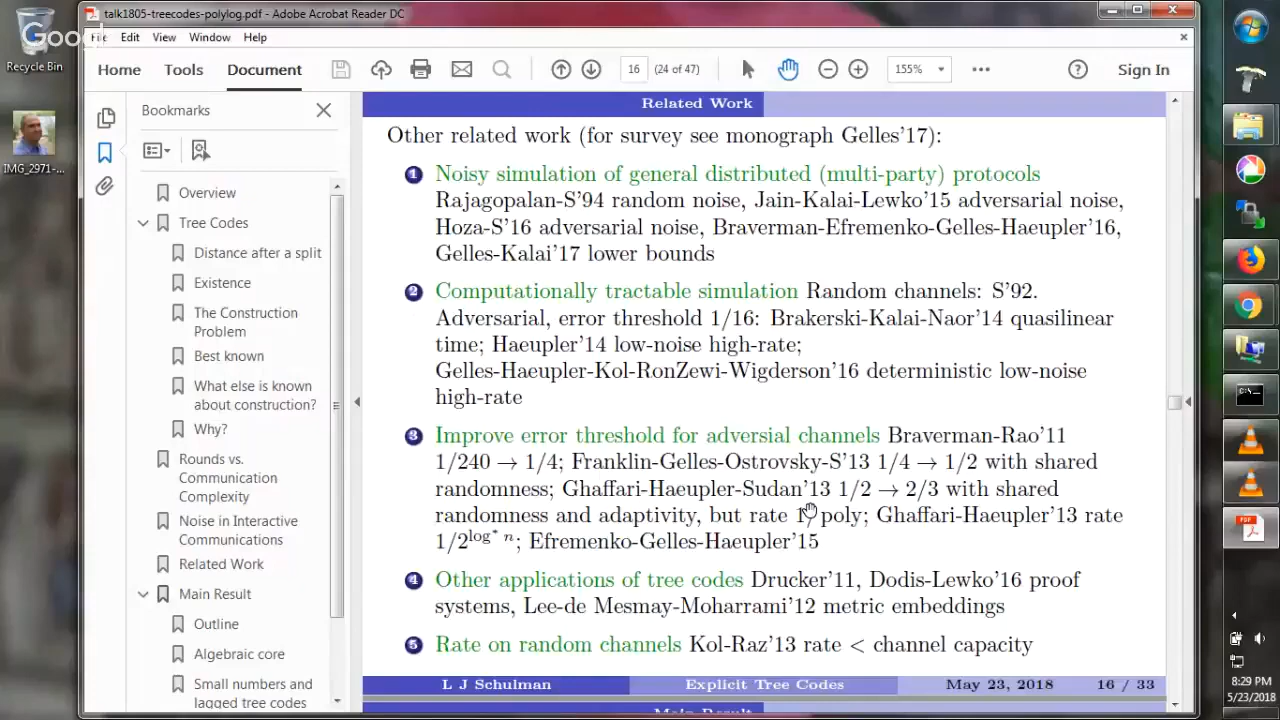 talk1805-treecodes-polylog.pdf - Adobe Acrobat Reader DC
File Edit View Window Help
Home Tools Document 16 (24 of 47) 155% Sign In
Recycle Bin
IMG_2971-...
Bookmarks
Overview
Tree Codes
Distance after a split
Existence
The Construction
Problem
Best known
What else is known
about construction?
Why?
Rounds vs.
Communication
Complexity
Noise in Interactive
Communications
Related Work
Main Result
Outline
Algebraic core
Small numbers and
lagged tree codes
Related Work
Other related work (for survey see monograph Gelles'17):
1 Noisy simulation of general distributed (multi-party) protocols
Rajagopalan-S'94 random noise, Jain-Kalai-Lewko'15 adversarial noise,
Hoza-S'16 adversarial noise, Braverman-Efremenko-Gelles-Haeupler'16,
Gelles-Kalai'17 lower bounds
2 Computationally tractable simulation Random channels: S'92.
Adversarial, error threshold 1/16: Brakerski-Kalai-Naor'14 quasilinear
time; Haeupler'14 low-noise high-rate;
Gelles-Haeupler-Kol-RonZewi-Wigderson'16 deterministic low-noise
high-rate
3 Improve error threshold for adversial channels Braverman-Rao'11
1/240 → 1/4; Franklin-Gelles-Ostrovsky-S'13 1/4 → 1/2 with shared
randomness; Ghaffari-Haeupler-Sudan'13 1/2 → 2/3 with shared
randomness and adaptivity, but rate 1/ poly; Ghaffari-Haeupler'13 rate
1/2^log* n; Efremenko-Gelles-Haeupler'15
4 Other applications of tree codes Drucker'11, Dodis-Lewko'16 proof
systems, Lee-de Mesmay-Moharrami'12 metric embeddings
5 Rate on random channels Kol-Raz'13 rate < channel capacity
L J Schulman Explicit Tree Codes May 23, 2018 16 / 33
Main Result
8:29 PM
5/23/2018